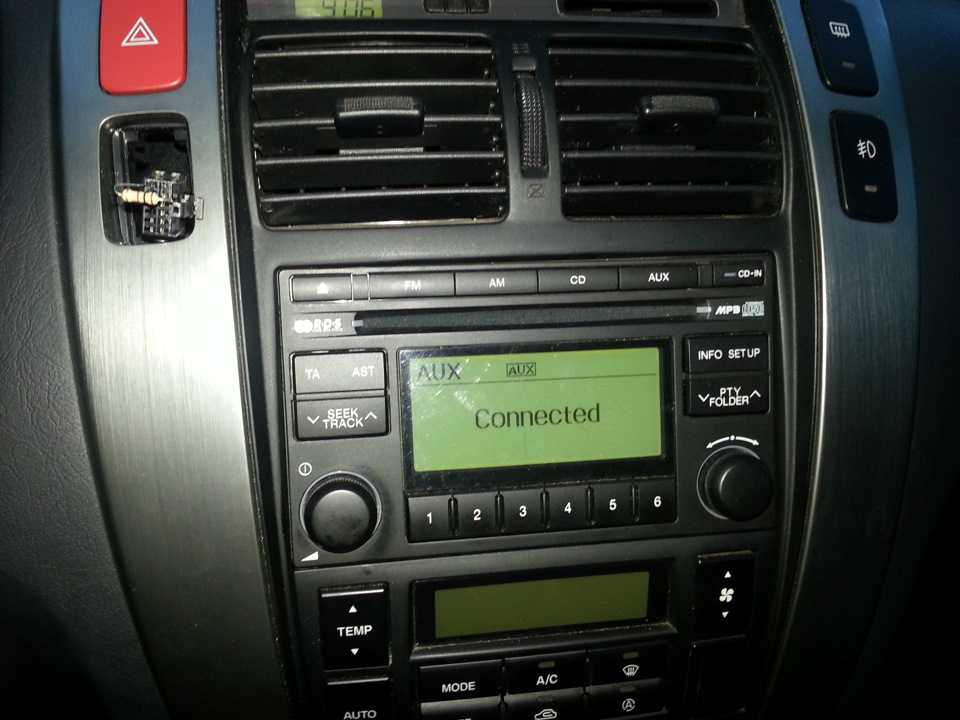 FM AM CD AUX CD-IN
R·D·S MP3
TA AST
AUX AUX
INFO SETUP
SEEK
TRACK
Connected
PTY
FOLDER
1 2 3 4 5 6
TEMP
MODE A/C
AUTO